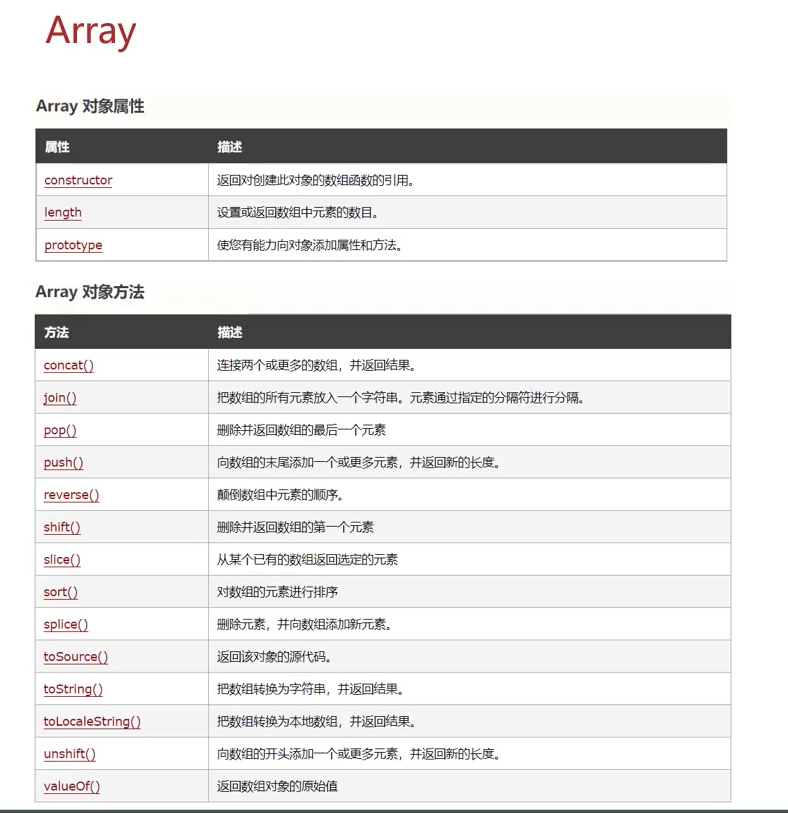 Array
Array 对象属性
属性 描述
constructor 返回对创建此对象的数组函数的引用。
length 设置或返回数组中元素的数目。
prototype 使您有能力向对象添加属性和方法。
Array 对象方法
方法 描述
concat() 连接两个或更多的数组，并返回结果。
join() 把数组的所有元素放入一个字符串。元素通过指定的分隔符进行分隔。
pop() 删除并返回数组的最后一个元素
push() 向数组的末尾添加一个或更多元素，并返回新的长度。
reverse() 颠倒数组中元素的顺序。
shift() 删除并返回数组的第一个元素
slice() 从某个已有的数组返回选定的元素
sort() 对数组的元素进行排序
splice() 删除元素，并向数组添加新元素。
toSource() 返回该对象的源代码。
toString() 把数组转换为字符串，并返回结果。
toLocaleString() 把数组转换为本地数组，并返回结果。
unshift() 向数组的开头添加一个或更多元素，并返回新的长度。
valueOf() 返回数组对象的原始值